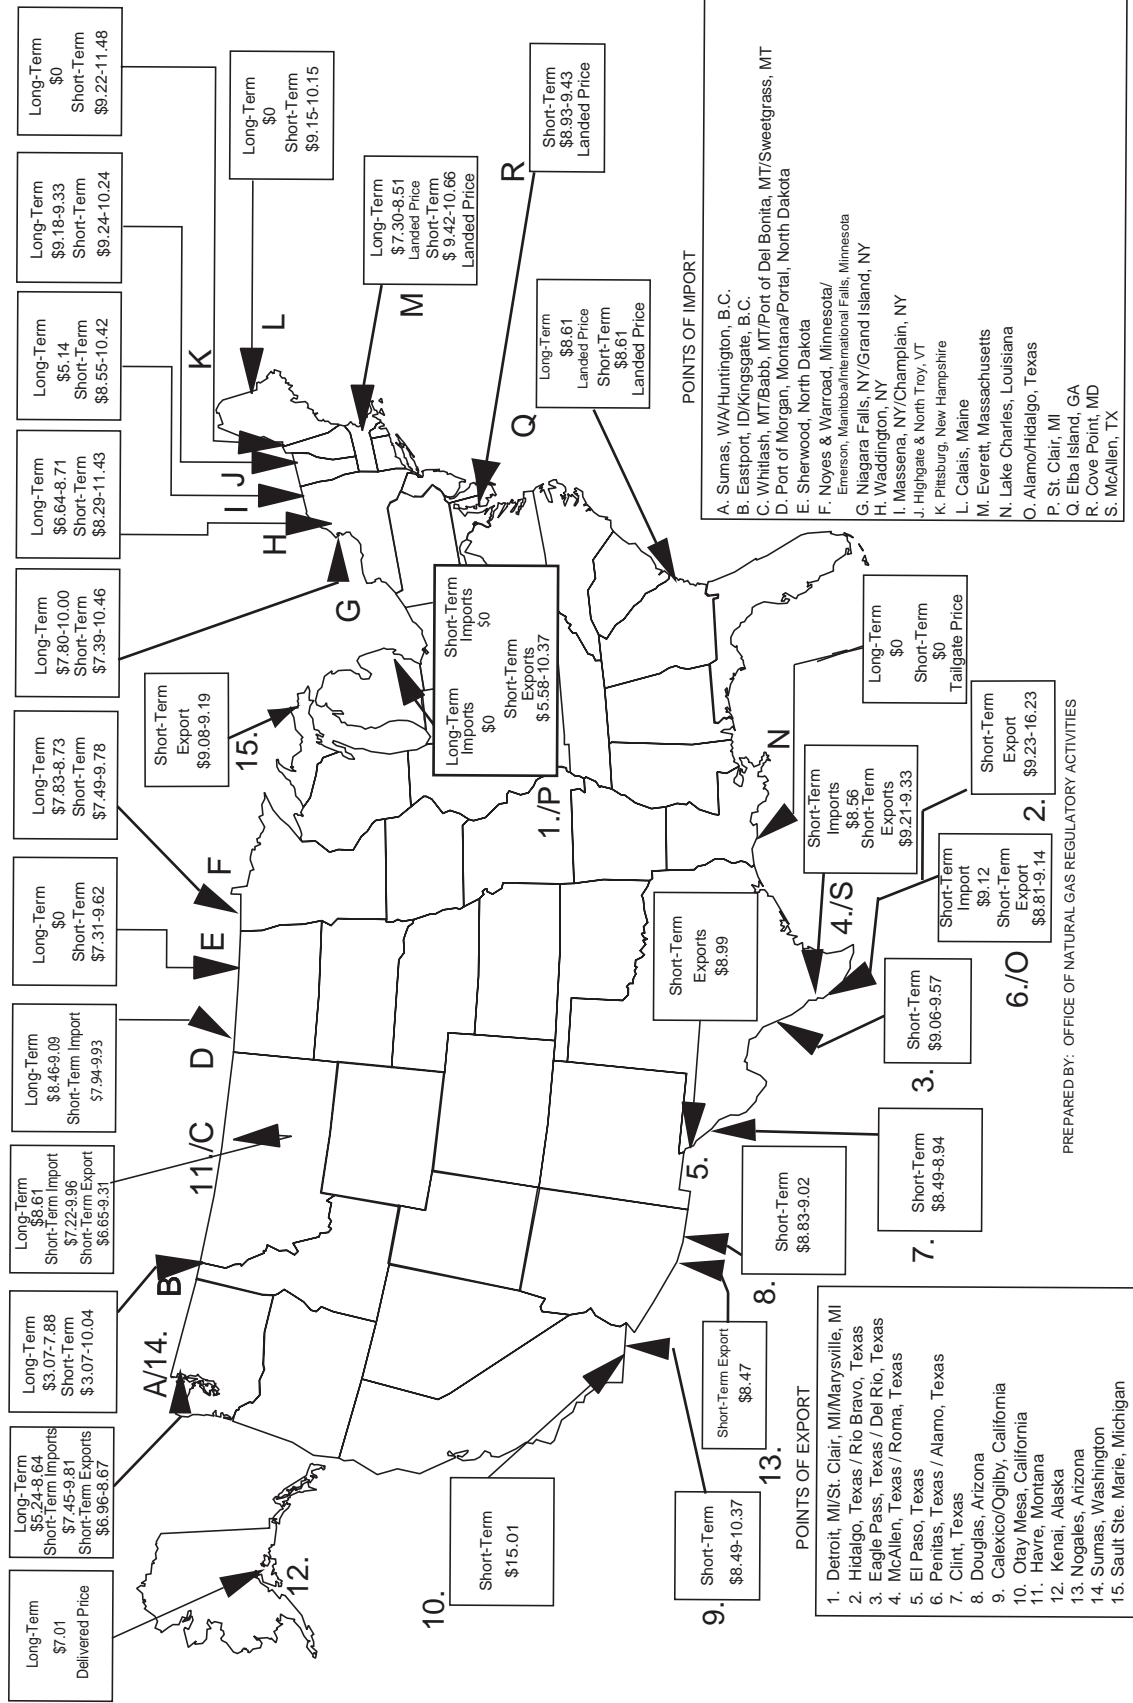 Long-Term
$7.01
Delivered Price
Long-Term
$5.24-8.64
Short-Term Imports
$7.45-9.81
Short-Term Exports
$6.96-8.67
Long-Term
$3.07-7.88
Short-Term
$3.07-10.04
Long-Term
$8.61
Short-Term Import
$7.22-9.96
Short-Term Export
$6.65-9.31
Long-Term
$8.46-9.09
Short-Term Import
$7.94-9.93
Long-Term
$0
Short-Term
$7.31-9.62
Long-Term
$7.83-8.73
Short-Term
$7.49-9.78
Long-Term
$7.80-10.00
Short-Term
$7.39-10.46
Long-Term
$6.64-8.71
Short-Term
$8.29-11.43
Long-Term
$5.14
Short-Term
$8.55-10.42
Long-Term
$9.18-9.33
Short-Term
$9.24-10.24
Long-Term
$0
Short-Term
$9.22-11.48
12.
A/14.
B
11./C
D
E
F
15.
Short-Term
Export
$9.08-9.19
G
H
I
J
K
L
Long-Term
$0
Short-Term
$9.15-10.15
Long-Term
$7.30-8.51
Landed Price
Short-Term
$ 9.42-10.66
Landed Price
M
R
Short-Term
$8.93-9.43
Landed Price
Q
Long-Term
$8.61
Landed Price
Short-Term
$8.61
Landed Price
1./P
Long-Term
Imports
$0
Short-Term
Imports
$0
Short-Term
Exports
$5.58-10.37
10.
Short-Term
$15.01
9.
Short-Term
$8.49-10.37
13.
Short-Term Export
$8.47
8.
Short-Term
$8.83-9.02
5.
Short-Term
Exports
$8.99
7.
Short-Term
$8.49-8.94
3.
Short-Term
$9.06-9.57
4./S
Short-Term
Imports
$8.56
Short-Term
Exports
$9.21-9.33
6./O
Short-Term
Import
$9.12
Short-Term
Export
$8.81-9.14
2.
Short-Term
Export
$9.23-16.23
N
Long-Term
$0
Short-Term
$0
Tailgate Price
POINTS OF EXPORT
1. Detroit, MI/St. Clair, MI/Marysville, MI
2. Hidalgo, Texas / Rio Bravo, Texas
3. Eagle Pass, Texas / Del Rio, Texas
4. McAllen, Texas / Roma, Texas
5. El Paso, Texas
6. Penitas, Texas / Alamo, Texas
7. Clint, Texas
8. Douglas, Arizona
9. Calexico/Ogilby, California
10. Otay Mesa, California
11. Havre, Montana
12. Kenai, Alaska
13. Nogales, Arizona
14. Sumas, Washington
15. Sault Ste. Marie, Michigan
PREPARED BY: OFFICE OF NATURAL GAS REGULATORY ACTIVITIES
POINTS OF IMPORT
A. Sumas, WA/Huntington, B.C.
B. Eastport, ID/Kingsgate, B.C.
C. Whitlash, MT/Babb, MT/Port of Del Bonita, MT/Sweetgrass, MT
D. Port of Morgan, Montana/Portal, North Dakota
E. Sherwood, North Dakota
F. Noyes & Warroad, Minnesota/
Emerson, Manitoba/International Falls, Minnesota
G. Niagara Falls, NY/Grand Island, NY
H. Waddington, NY
I. Massena, NY/Champlain, NY
J. Highgate & North Troy, VT
K. Pittsburg, New Hampshire
L. Calais, Maine
M. Everett, Massachusetts
N. Lake Charles, Louisiana
O. Alamo/Hidalgo, Texas
P. St. Clair, MI
Q. Elba Island, GA
R. Cove Point, MD
S. McAllen, TX